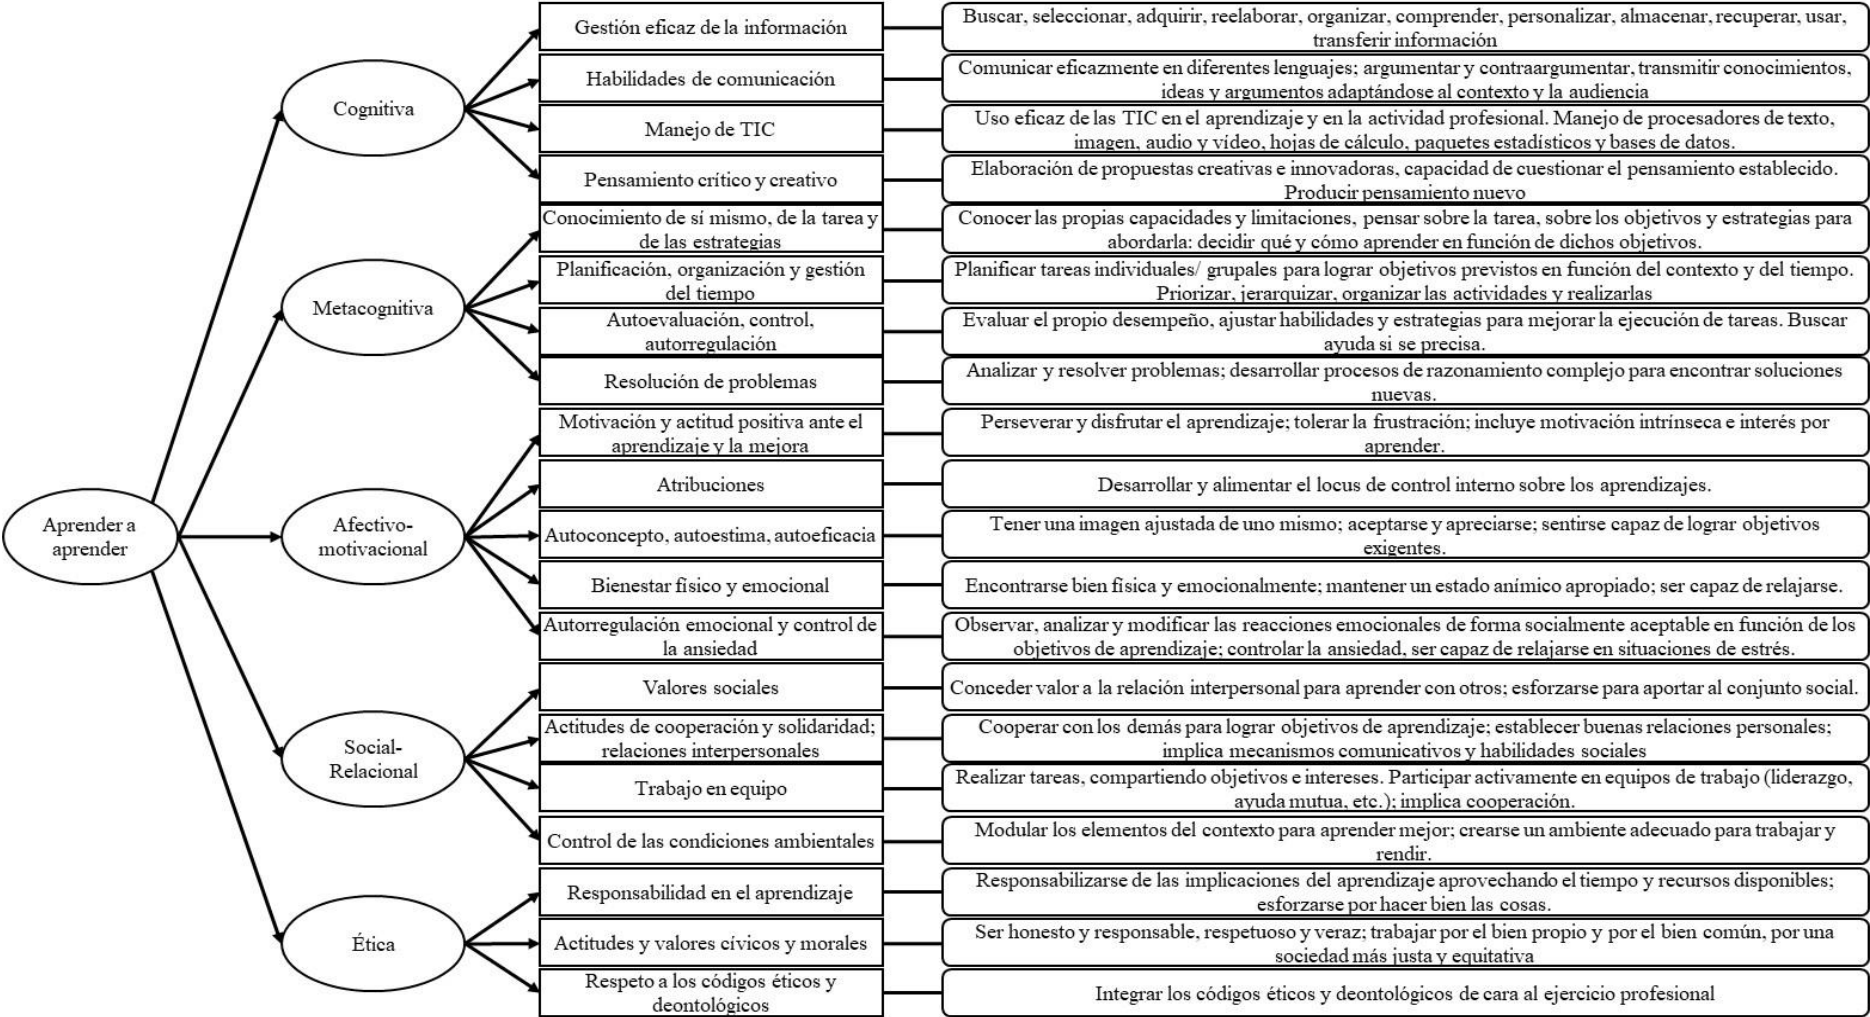 Aprender a
aprender
Cognitiva
Gestión eficaz de la información
Buscar, seleccionar, adquirir, reelaborar, organizar, comprender, personalizar, almacenar, recuperar, usar,
transferir información
Habilidades de comunicación
Comunicar eficazmente en diferentes lenguajes; argumentar y contraargumentar, transmitir conocimientos,
ideas y argumentos adaptándose al contexto y la audiencia
Manejo de TIC
Uso eficaz de las TIC en el aprendizaje y en la actividad profesional. Manejo de procesadores de texto,
imagen, audio y vídeo, hojas de cálculo, paquetes estadísticos y bases de datos.
Pensamiento crítico y creativo
Elaboración de propuestas creativas e innovadoras, capacidad de cuestionar el pensamiento establecido.
Producir pensamiento nuevo
Metacognitiva
Conocimiento de sí mismo, de la tarea y
de las estrategias
Conocer las propias capacidades y limitaciones, pensar sobre la tarea, sobre los objetivos y estrategias para
abordarla: decidir qué y cómo aprender en función de dichos objetivos.
Planificación, organización y gestión
del tiempo
Planificar tareas individuales/ grupales para lograr objetivos previstos en función del contexto y del tiempo.
Priorizar, jerarquizar, organizar las actividades y realizarlas
Autoevaluación, control,
autorregulación
Evaluar el propio desempeño, ajustar habilidades y estrategias para mejorar la ejecución de tareas. Buscar
ayuda si se precisa.
Resolución de problemas
Analizar y resolver problemas; desarrollar procesos de razonamiento complejo para encontrar soluciones
nuevas.
Afectivo-
motivacional
Motivación y actitud positiva ante el
aprendizaje y la mejora
Perseverar y disfrutar el aprendizaje; tolerar la frustración; incluye motivación intrínseca e interés por
aprender.
Atribuciones
Desarrollar y alimentar el locus de control interno sobre los aprendizajes.
Autoconcepto, autoestima, autoeficacia
Tener una imagen ajustada de uno mismo; aceptarse y apreciarse; sentirse capaz de lograr objetivos
exigentes.
Bienestar físico y emocional
Encontrarse bien física y emocionalmente; mantener un estado anímico apropiado; ser capaz de relajarse.
Autorregulación emocional y control de
la ansiedad
Observar, analizar y modificar las reacciones emocionales de forma socialmente aceptable en función de los
objetivos de aprendizaje; controlar la ansiedad, ser capaz de relajarse en situaciones de estrés.
Social-
Relacional
Valores sociales
Conceder valor a la relación interpersonal para aprender con otros; esforzarse para aportar al conjunto social.
Actitudes de cooperación y solidaridad;
relaciones interpersonales
Cooperar con los demás para lograr objetivos de aprendizaje; establecer buenas relaciones personales;
implica mecanismos comunicativos y habilidades sociales
Trabajo en equipo
Realizar tareas, compartiendo objetivos e intereses. Participar activamente en equipos de trabajo (liderazgo,
ayuda mutua, etc.); implica cooperación.
Control de las condiciones ambientales
Modular los elementos del contexto para aprender mejor; crearse un ambiente adecuado para trabajar y
rendir.
Ética
Responsabilidad en el aprendizaje
Responsabilizarse de las implicaciones del aprendizaje aprovechando el tiempo y recursos disponibles;
esforzarse por hacer bien las cosas.
Actitudes y valores cívicos y morales
Ser honesto y responsable, respetuoso y veraz; trabajar por el bien propio y por el bien común, por una
sociedad más justa y equitativa
Respeto a los códigos éticos y
deontológicos
Integrar los códigos éticos y deontológicos de cara al ejercicio profesional